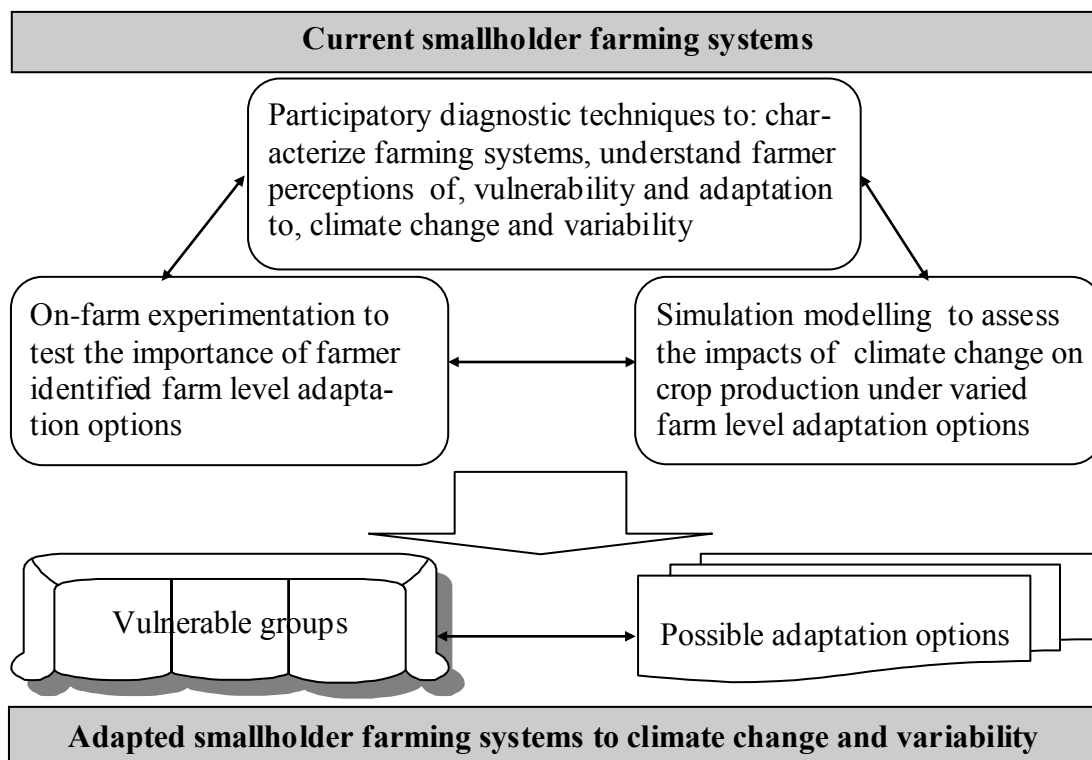 Current smallholder farming systems
Participatory diagnostic techniques to: char-
acterize farming systems, understand farmer
perceptions of, vulnerability and adaptation
to, climate change and variability
On-farm experimentation to
test the importance of farmer
identified farm level adapta-
tion options
Simulation modelling to assess
the impacts of climate change on
crop production under varied
farm level adaptation options
Vulnerable groups
Possible adaptation options
Adapted smallholder farming systems to climate change and variability